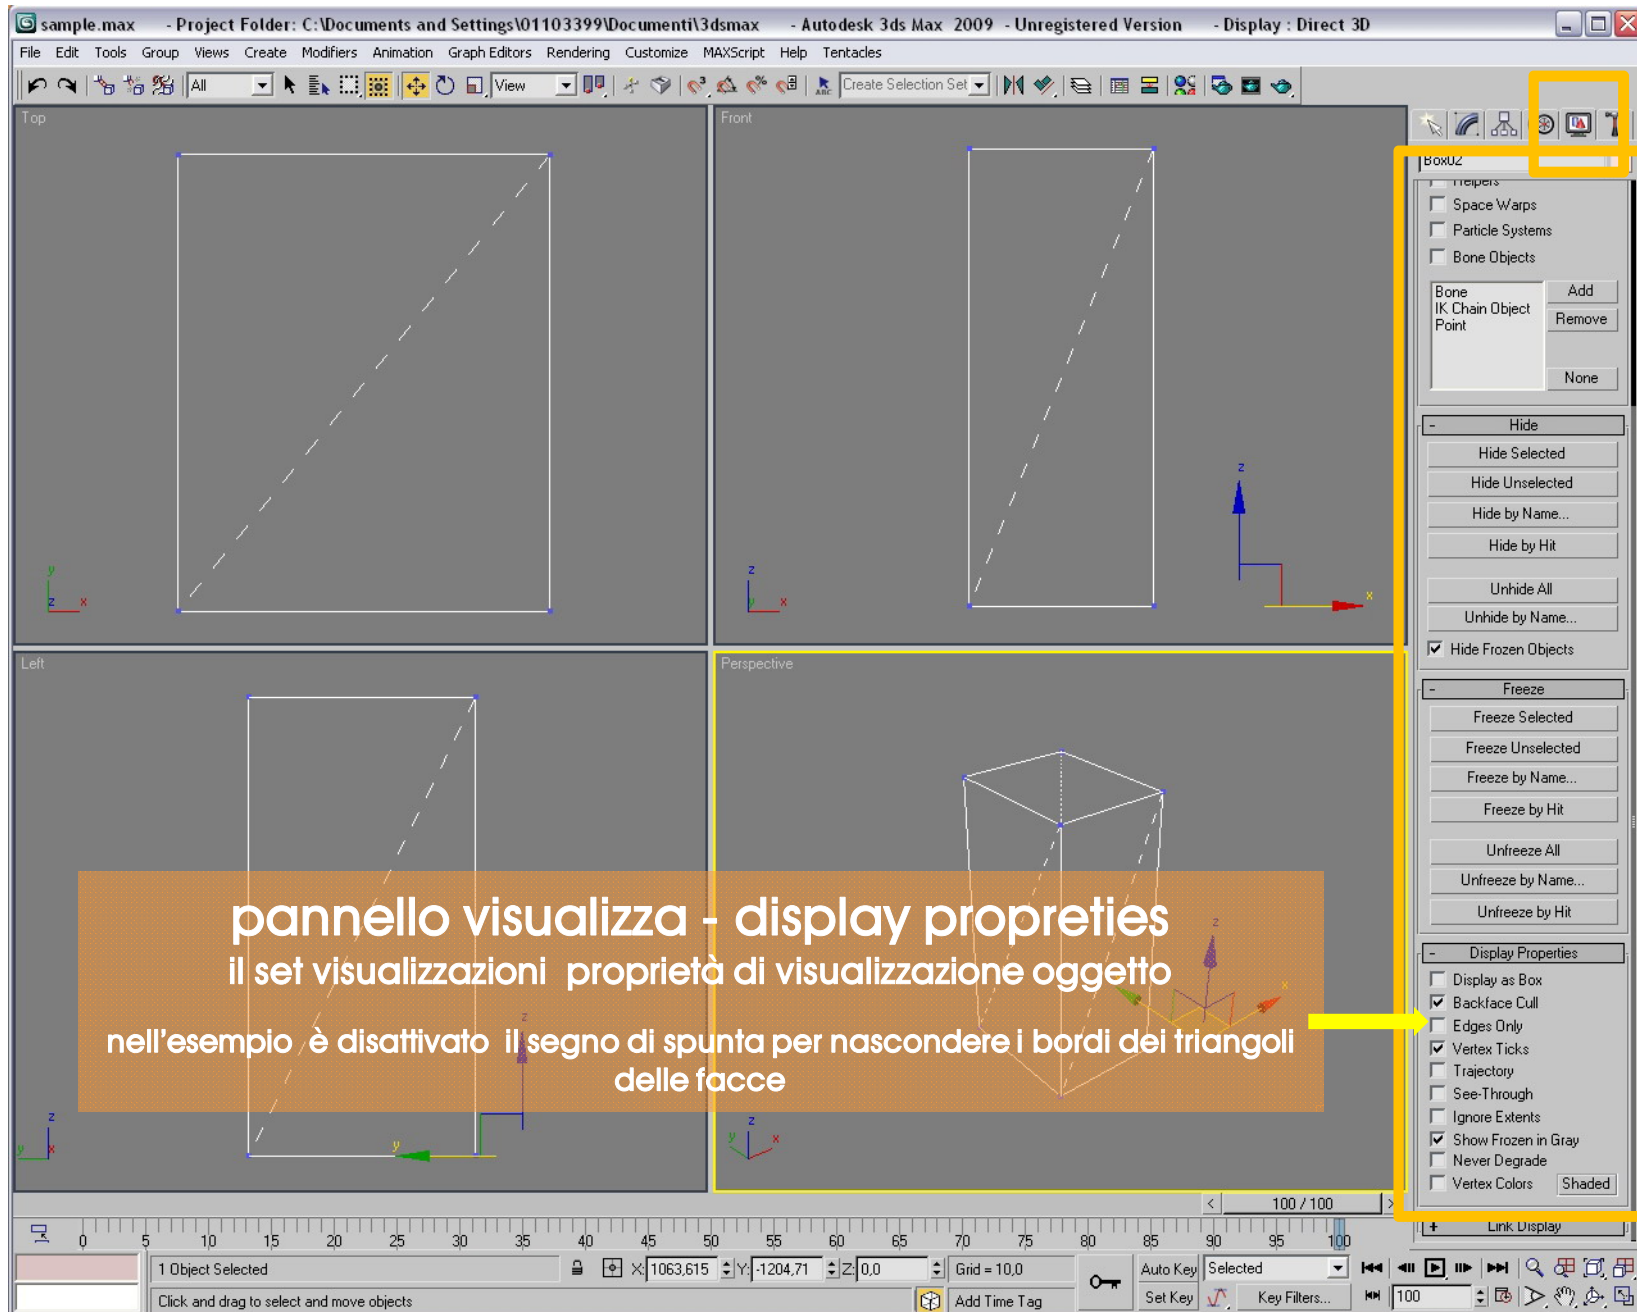 sample.max - Project Folder: C:\Documents and Settings\01103399\Documenti\3dsmax - Autodesk 3ds Max 2009 - Unregistered Version - Display : Direct 3D
File Edit Tools Group Views Create Modifiers Animation Graph Editors Rendering Customize MAXScript Help Tentacles
All View Create Selection Set
Top
Front
Left
Perspective
y
z x
z
y x
z
x
z
y x
z
y
z
y x
z
x
Box02
Helpers
Space Warps
Particle Systems
Bone Objects
Bone
IK Chain Object
Point
Add
Remove
None
- Hide
Hide Selected
Hide Unselected
Hide by Name...
Hide by Hit
Unhide All
Unhide by Name...
Hide Frozen Objects
- Freeze
Freeze Selected
Freeze Unselected
Freeze by Name...
Freeze by Hit
Unfreeze All
Unfreeze by Name...
Unfreeze by Hit
- Display Properties
Display as Box
Backface Cull
Edges Only
Vertex Ticks
Trajectory
See-Through
Ignore Extents
Show Frozen in Gray
Never Degrade
Vertex Colors Shaded
+ Link Display
pannello visualizza - display propreties
il set visualizzazioni proprietà di visualizzazione oggetto
nell'esempio è disattivato il segno di spunta per nascondere i bordi dei triangoli
delle facce
< 100 / 100 >
0 5 10 15 20 25 30 35 40 45 50 55 60 65 70 75 80 85 90 95 100
1 Object Selected X: 1063,615 Y: -1204,71 Z: 0,0 Grid = 10,0 Auto Key Selected
Click and drag to select and move objects Add Time Tag Set Key Key Filters... 100